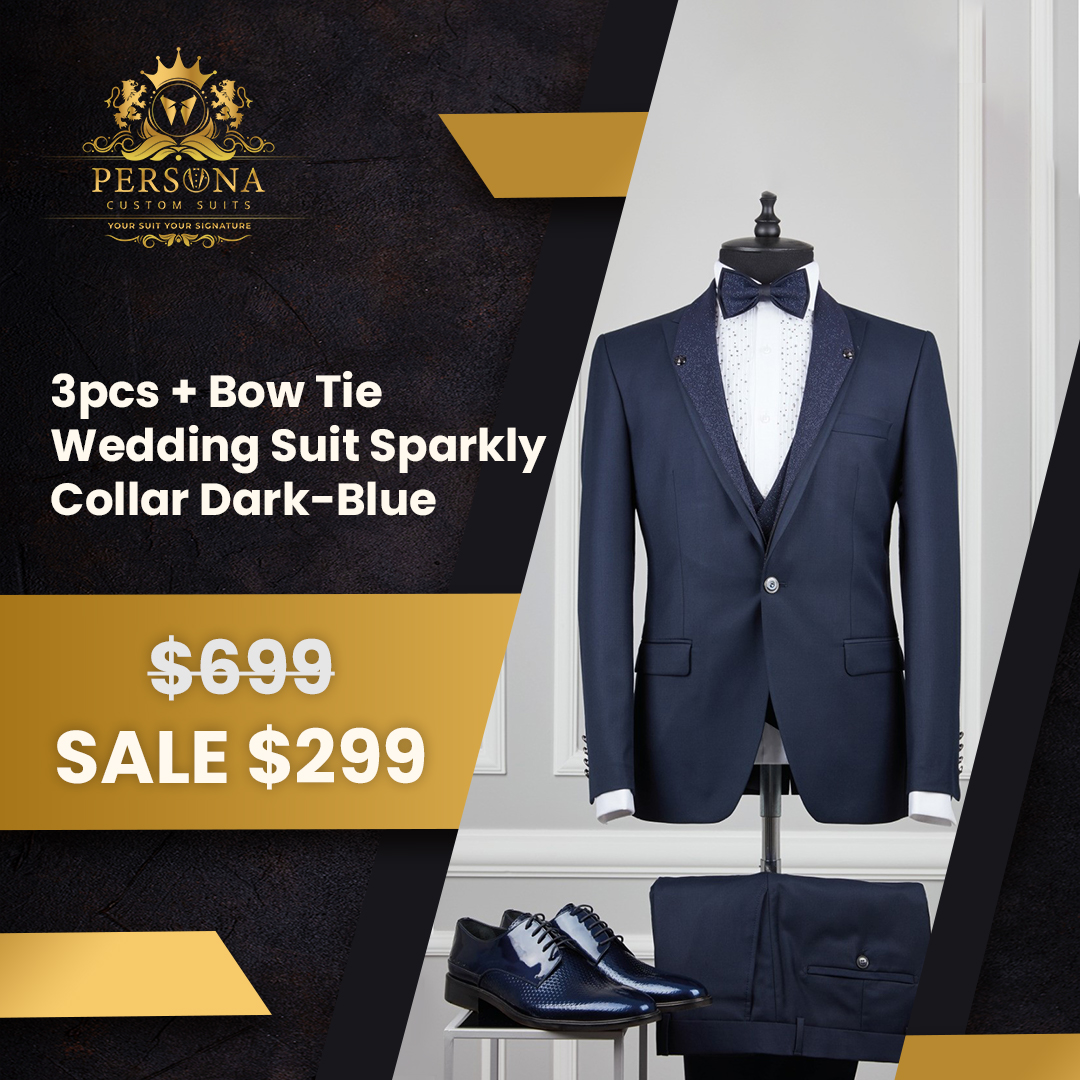 PERSONA
CUSTOM SUITS
YOUR SUIT YOUR SIGNATURE
3pcs + Bow Tie
Wedding Suit Sparkly
Collar Dark-Blue
$699
SALE $299